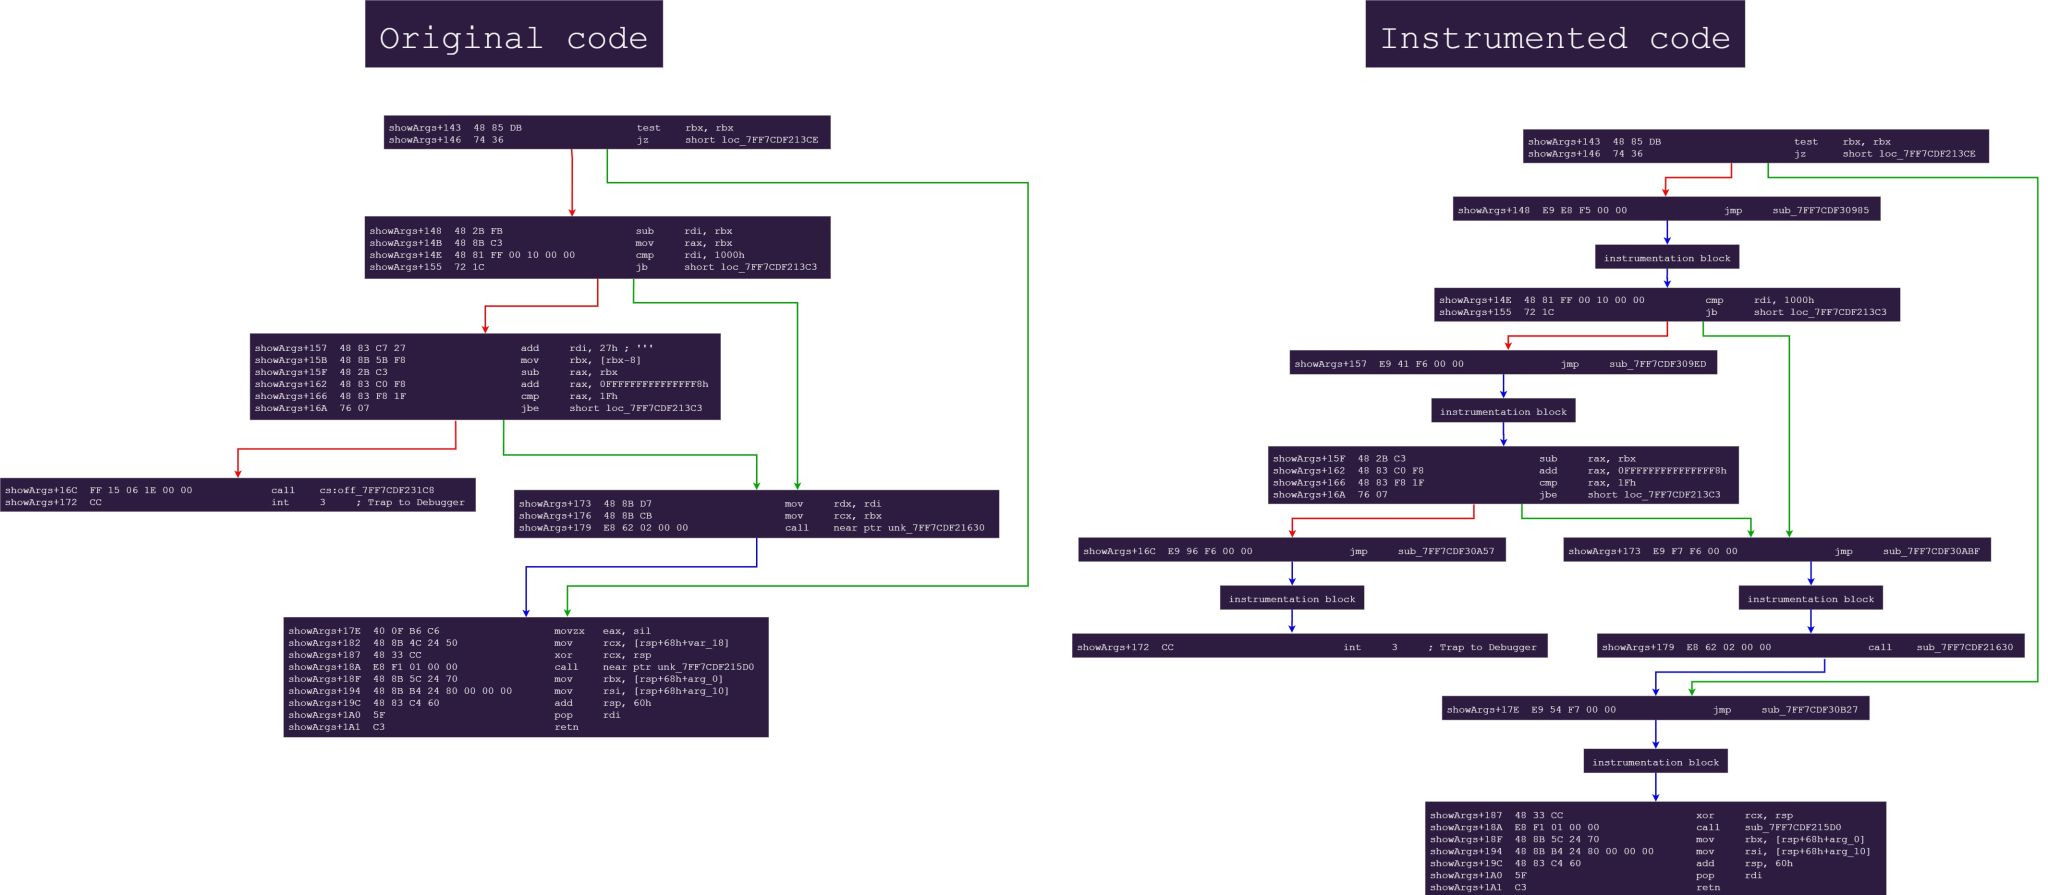 Original code
showArgs+143 48 85 DB test rbx, rbx
showArgs+146 74 36 jz short loc_7FF7CDF213CE
showArgs+148 48 2B FB sub rdi, rbx
showArgs+14B 48 8B C3 mov rax, rbx
showArgs+14E 48 81 FF 00 10 00 00 cmp rdi, 1000h
showArgs+155 72 1C jb short loc_7FF7CDF213C3
showArgs+157 48 83 C7 27 add rdi, 27h ; '''
showArgs+15B 48 8B 5B F8 mov rbx, [rbx-8]
showArgs+15F 48 2B C3 sub rax, rbx
showArgs+162 48 83 C0 F8 add rax, 0FFFFFFFFFFFFFFF8h
showArgs+166 48 83 F8 1F cmp rax, 1Fh
showArgs+16A 76 07 jbe short loc_7FF7CDF213C3
showArgs+16C FF 15 06 1E 00 00 call cs:off_7FF7CDF231C8
showArgs+172 CC int 3 ; Trap to Debugger
showArgs+173 48 8B D7 mov rdx, rdi
showArgs+176 48 8B CB mov rcx, rbx
showArgs+179 E8 62 02 00 00 call near ptr unk_7FF7CDF21630
showArgs+17E 40 0F B6 C6 movzx eax, sil
showArgs+182 48 8B 4C 24 50 mov rcx, [rsp+68h+var_18]
showArgs+187 48 33 CC xor rcx, rsp
showArgs+18A E8 F1 01 00 00 call near ptr unk_7FF7CDF215D0
showArgs+18F 48 8B 5C 24 70 mov rbx, [rsp+68h+arg_0]
showArgs+194 48 8B B4 24 80 00 00 00 mov rsi, [rsp+68h+arg_10]
showArgs+19C 48 83 C4 60 add rsp, 60h
showArgs+1A0 5F pop rdi
showArgs+1A1 C3 retn
Instrumented code
showArgs+143 48 85 DB test rbx, rbx
showArgs+146 74 36 jz short loc_7FF7CDF213CE
showArgs+148 E9 E8 F5 00 00 jmp sub_7FF7CDF30985
instrumentation block
showArgs+14E 48 81 FF 00 10 00 00 cmp rdi, 1000h
showArgs+155 72 1C jb short loc_7FF7CDF213C3
showArgs+157 E9 41 F6 00 00 jmp sub_7FF7CDF309ED
instrumentation block
showArgs+15F 48 2B C3 sub rax, rbx
showArgs+162 48 83 C0 F8 add rax, 0FFFFFFFFFFFFFFF8h
showArgs+166 48 83 F8 1F cmp rax, 1Fh
showArgs+16A 76 07 jbe short loc_7FF7CDF213C3
showArgs+16C E9 96 F6 00 00 jmp sub_7FF7CDF30A57
instrumentation block
showArgs+172 CC int 3 ; Trap to Debugger
showArgs+173 E9 F7 F6 00 00 jmp sub_7FF7CDF30ABF
instrumentation block
showArgs+179 E8 62 02 00 00 call sub_7FF7CDF21630
showArgs+17E E9 54 F7 00 00 jmp sub_7FF7CDF30B27
instrumentation block
showArgs+187 48 33 CC xor rcx, rsp
showArgs+18A E8 F1 01 00 00 call sub_7FF7CDF215D0
showArgs+18F 48 8B 5C 24 70 mov rbx, [rsp+68h+arg_0]
showArgs+194 48 8B B4 24 80 00 00 00 mov rsi, [rsp+68h+arg_10]
showArgs+19C 48 83 C4 60 add rsp, 60h
showArgs+1A0 5F pop rdi
showArgs+1A1 C3 retn